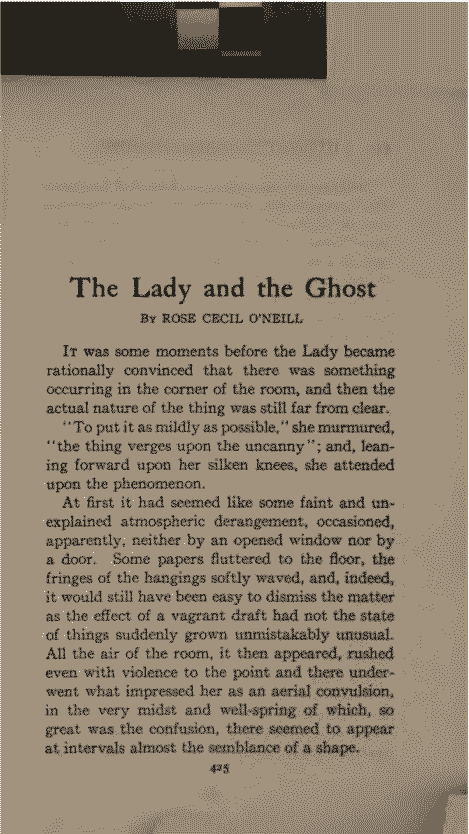 The Lady and the Ghost
By ROSE CECIL O'NEILL
IT was some moments before the Lady became
rationally convinced that there was something
occurring in the corner of the room, and then the
actual nature of the thing was still far from clear.
"To put it as mildly as possible," she murmured,
"the thing verges upon the uncanny"; and, lean-
ing forward upon her silken knees, she attended
upon the phenomenon.
At first it had seemed like some faint and un-
explained atmospheric derangement, occasioned,
apparently, neither by an opened window nor by
a door. Some papers fluttered to the floor, the
fringes of the hangings softly waved, and, indeed,
it would still have been easy to dismiss the matter
as the effect of a vagrant draft had not the state
of things suddenly grown unmistakably unusual.
All the air of the room, it then appeared, rushed
even with violence to the point and there under-
went what impressed her as an aerial convulsion,
in the very midst and well-spring of which, so
great was the confusion, there seemed to appear
at intervals almost the semblance of a shape.
425